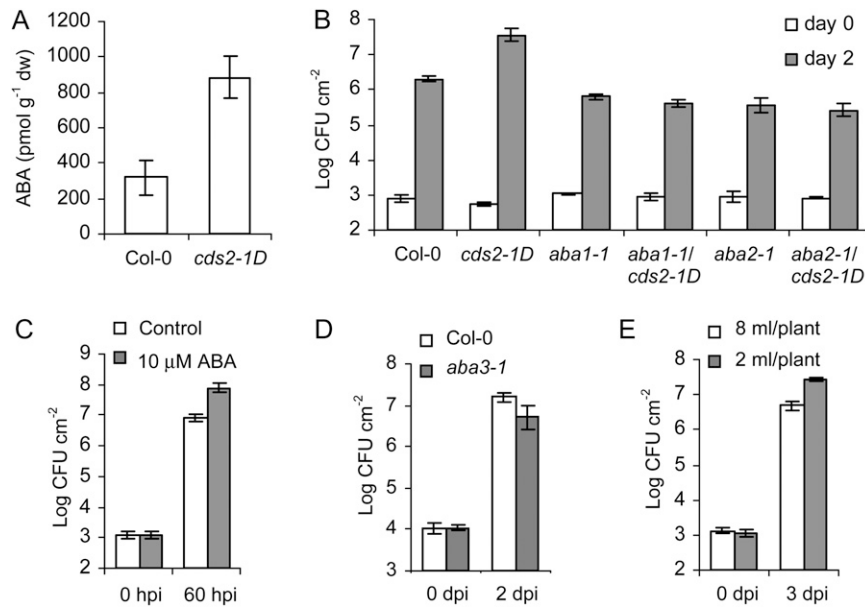 A
ABA (pmol g⁻¹ dw)
1200
1000
800
600
400
200
0
Col-0
cds2-1D
B
day 0
day 2
Log CFU cm⁻²
8
7
6
5
4
3
2
Col-0
cds2-1D
aba1-1
aba1-1/
cds2-1D
aba2-1
aba2-1/
cds2-1D
C
Control
10 μM ABA
Log CFU cm⁻²
9
8
7
6
5
4
3
2
0 hpi
60 hpi
D
Col-0
aba3-1
Log CFU cm⁻²
8
7
6
5
4
3
0 dpi
2 dpi
E
8 ml/plant
2 ml/plant
Log CFU cm⁻²
8
7
6
5
4
3
2
0 dpi
3 dpi